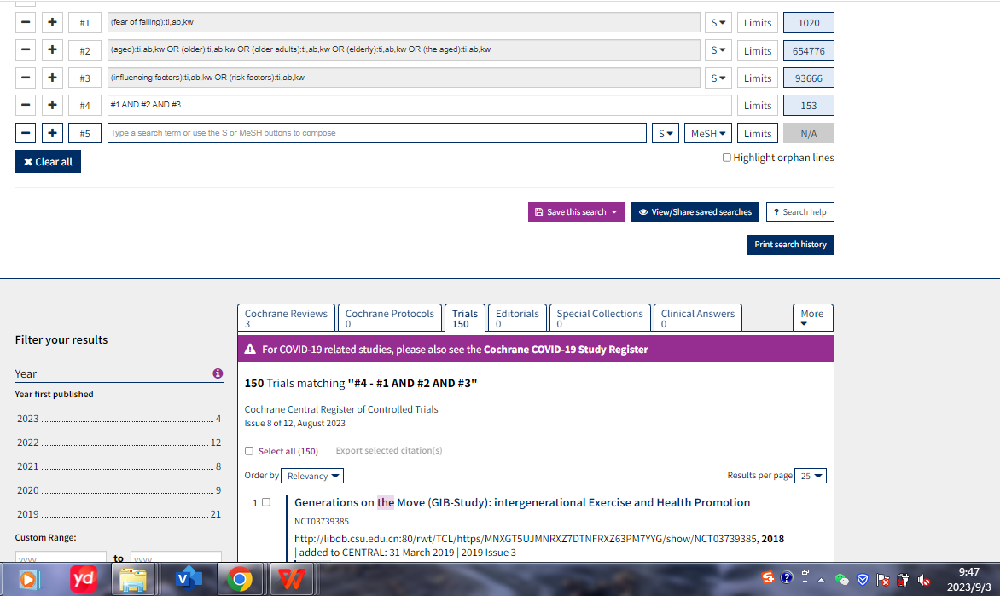 #1 (fear of falling):ti,ab,kw S Limits 1020
#2 (aged):ti,ab,kw OR (older):ti,ab,kw OR (older adults):ti,ab,kw OR (elderly):ti,ab,kw OR (the aged):ti,ab,kw S Limits 654776
#3 (influencing factors):ti,ab,kw OR (risk factors):ti,ab,kw S Limits 93666
#4 #1 AND #2 AND #3 Limits 153
#5 Type a search term or use the S or MeSH buttons to compose S MeSH Limits N/A
Clear all Highlight orphan lines
Save this search View/Share saved searches ? Search help
Print search history
Cochrane Reviews Cochrane Protocols Trials Editorials Special Collections Clinical Answers More
3 0 150 0 0 0
Filter your results
For COVID-19 related studies, please also see the Cochrane COVID-19 Study Register
Year
150 Trials matching "#4 - #1 AND #2 AND #3"
Year first published
Cochrane Central Register of Controlled Trials
Issue 8 of 12, August 2023
2023 4
2022 12
2021 8
2020 9
2019 21
Select all (150) Export selected citation(s)
Order by Relevancy Results per page 25
1 Generations on the Move (GIB-Study): intergenerational Exercise and Health Promotion
NCT03739385
Custom Range:
http://libdb.csu.edu.cn:80/rwt/TCL/https/MNXGT5UJMNRXZ7DTNFRXZ63PM7YYG/show/NCT03739385, 2018
| added to CENTRAL: 31 March 2019 | 2019 Issue 3
yyyy to yyyy
yd
9:47
2023/9/3